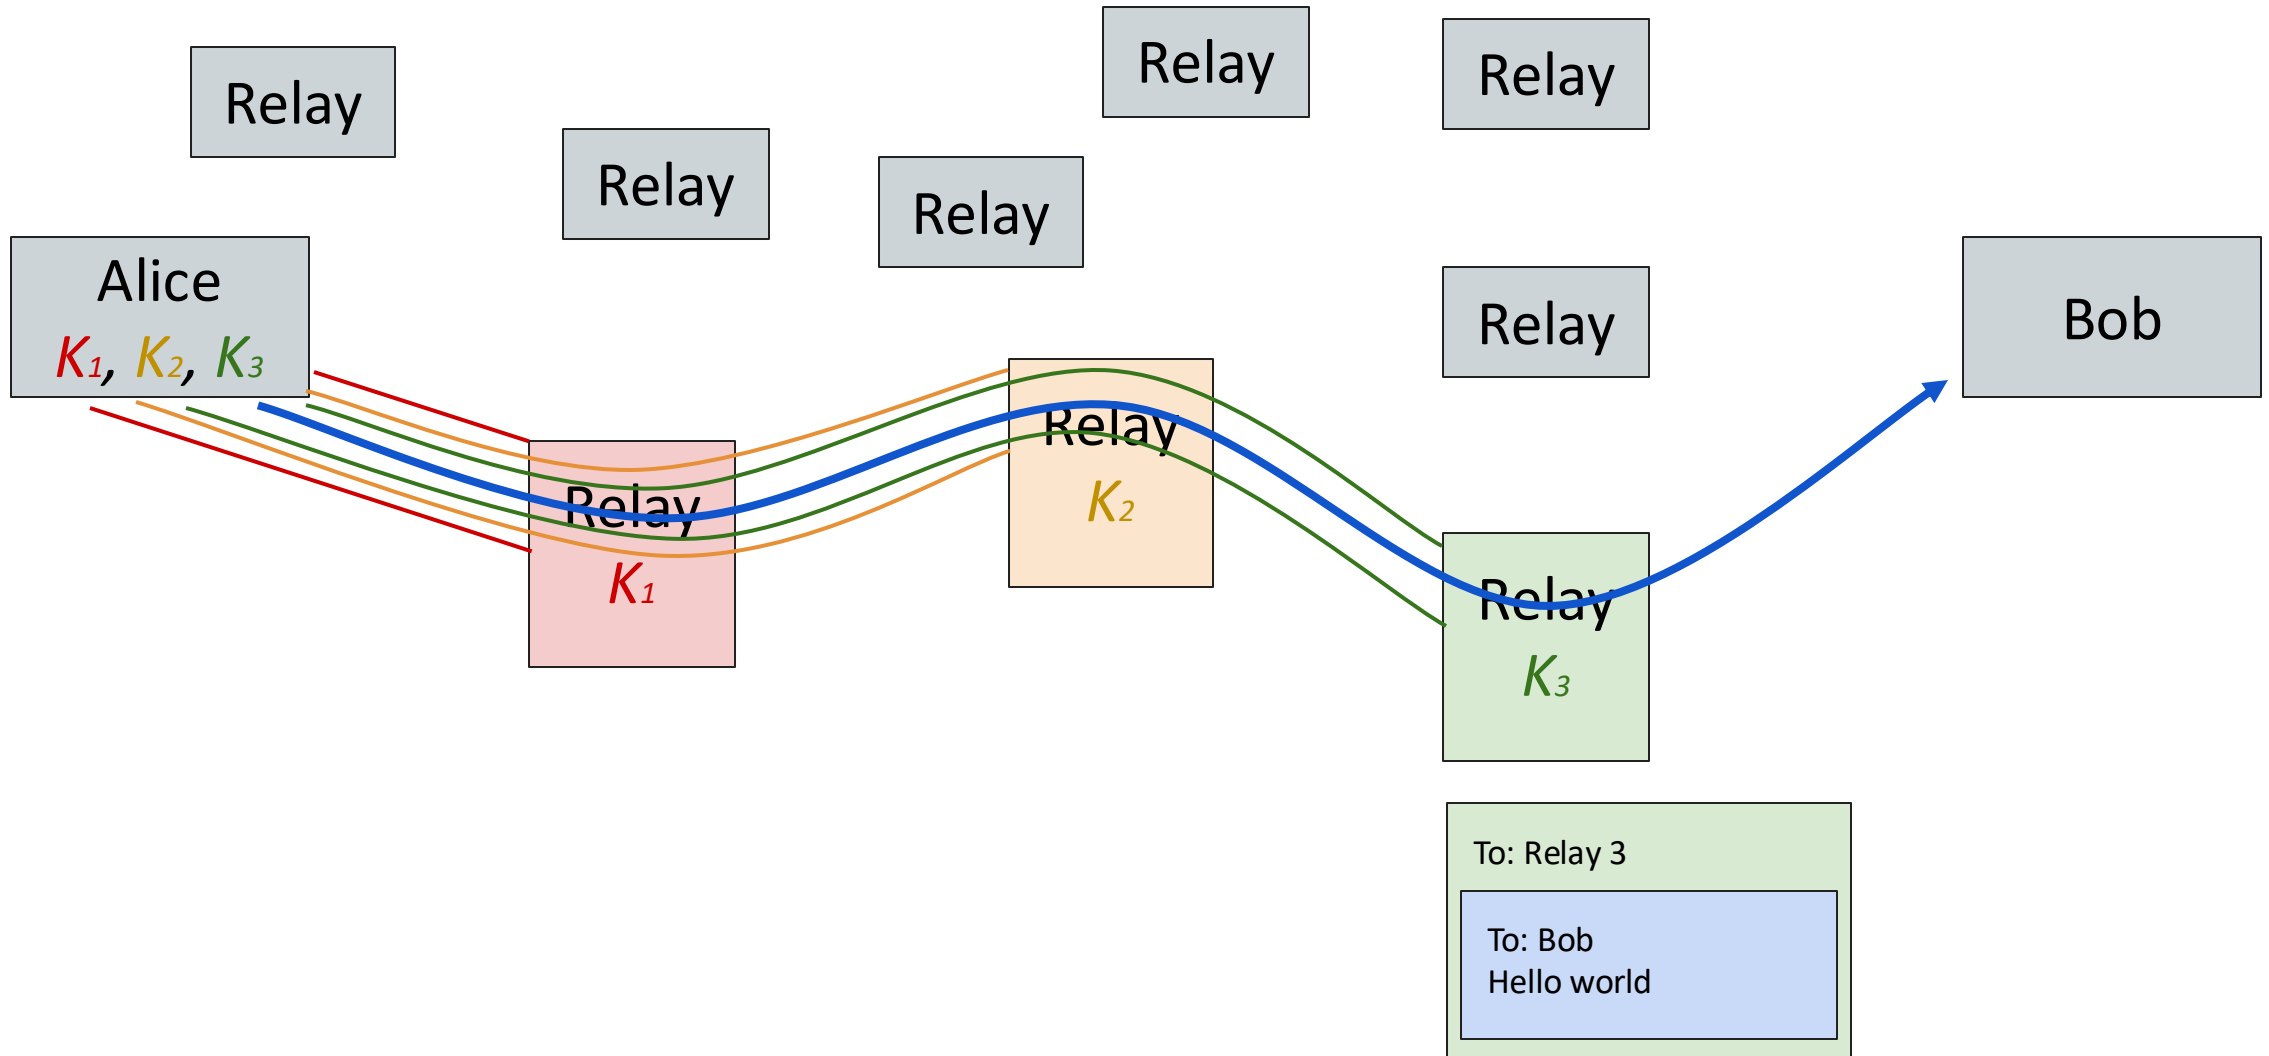 Relay
Relay
Relay
Relay
Relay
Alice
K1, K2, K3
Relay
Bob
Relay
K1
Relay
K2
Relay
K3
To: Relay 3
To: Bob
Hello world